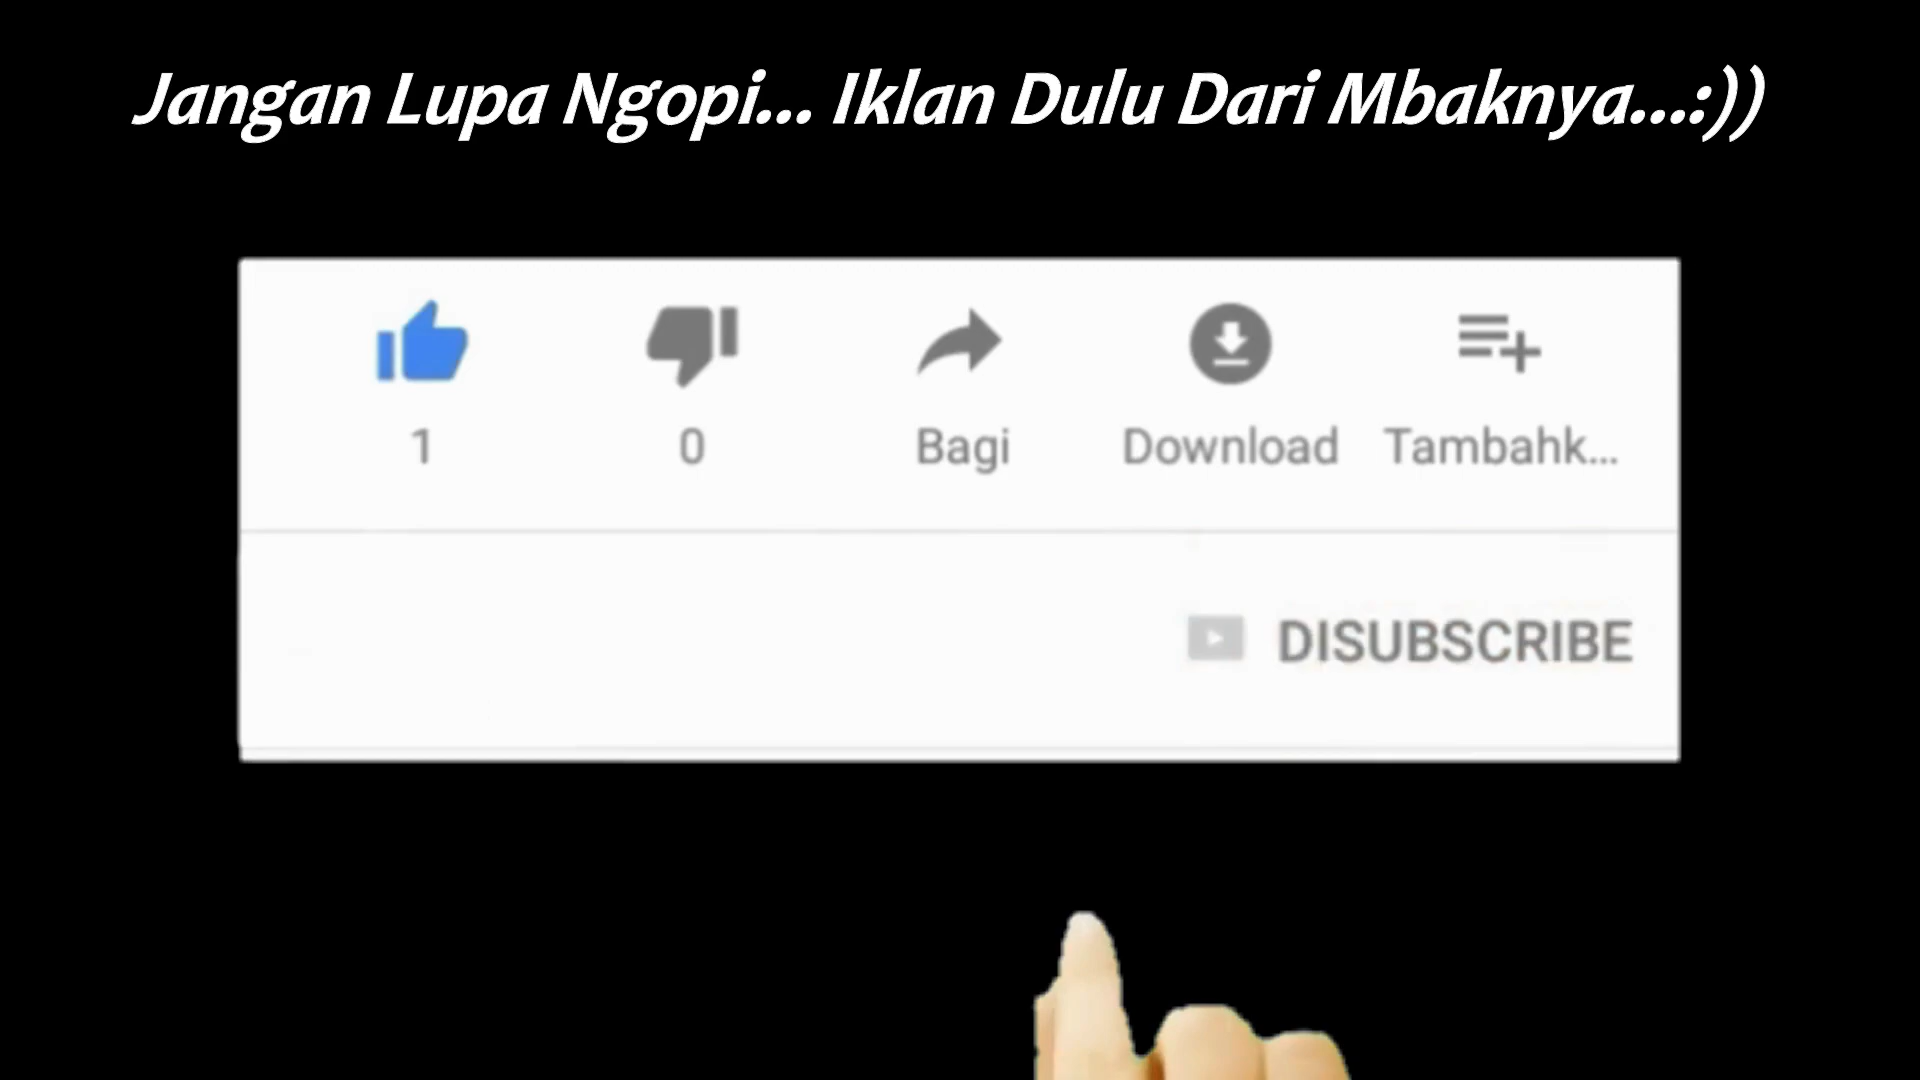 Jangan Lupa Ngopi... Iklan Dulu Dari Mbaknya...:))
1 0 Bagi Download Tambahk...
DISUBSCRIBE